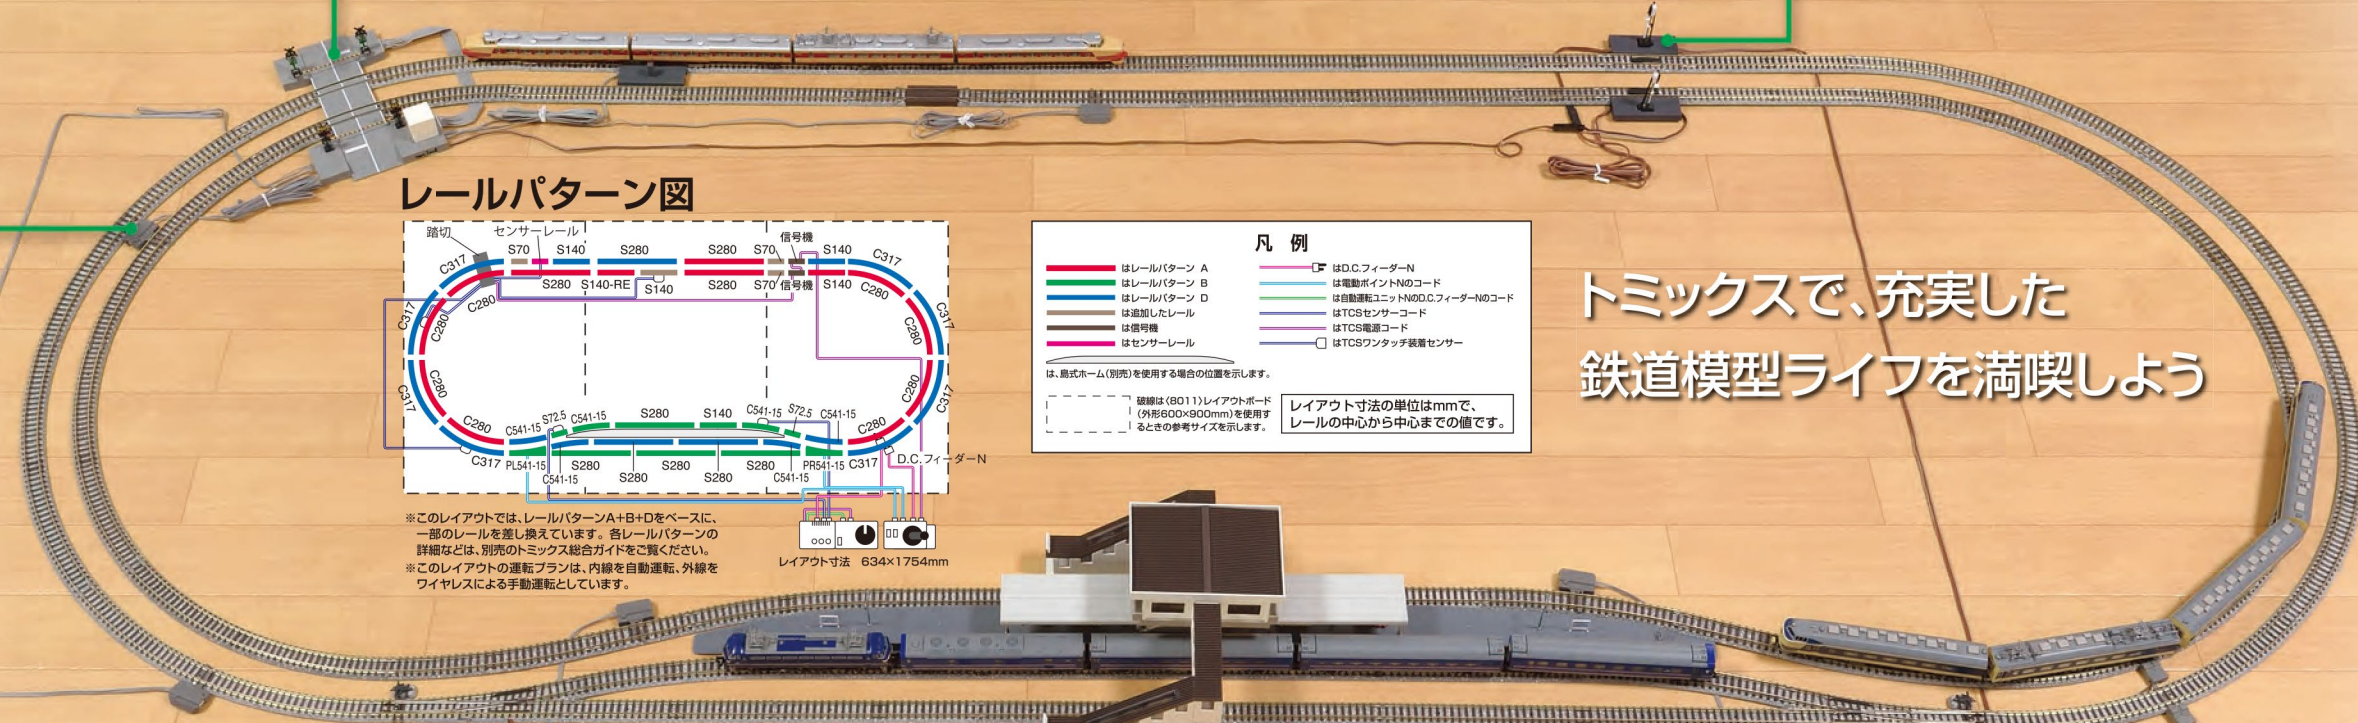 レールパターン図
踏切
センサーレール
信号機
S70
S140
S280
S280
S70
S140
C317
C317
S280
S140-RE
S140
S280
S70
信号機
S140
C280
C280
C317
C280
C280
C317
C280
C317
C280
C280
C317
C280
C280
C541-15
S72.5
C541-15
S280
S140
C541-15
S72.5
C541-15
C317
PL541-15
C541-15
S280
S280
S280
S280
S280
C541-15
PR541-15
C317
D.C.フィーダーN
レイアウト寸法 634×1754mm
※このレイアウトでは、レールパターンA+B+Dをベースに、
一部のレールを差し換えています。各レールパターンの
詳細などは、別売のトミックス総合ガイドをご覧ください。
※このレイアウトの運転プランは、内線を自動運転、外線を
ワイヤレスによる手動運転としています。
凡 例
はレールパターン A
はレールパターン B
はレールパターン D
は追加したレール
は信号機
はセンサーレール
はD.C.フィーダーN
は電動ポイントNのコード
は自動運転ユニットNのD.C.フィーダーNのコード
はTCSセンサーコード
はTCS電源コード
はTCSワンタッチ装着センサー
は、島式ホーム(別売)を使用する場合の位置を示します。
破線は〈8011〉レイアウトボード
(外形600×900mm)を使用す
るときの参考サイズを示します。
レイアウト寸法の単位はmmで、
レールの中心から中心までの値です。
トミックスで、充実した
鉄道模型ライフを満喫しよう